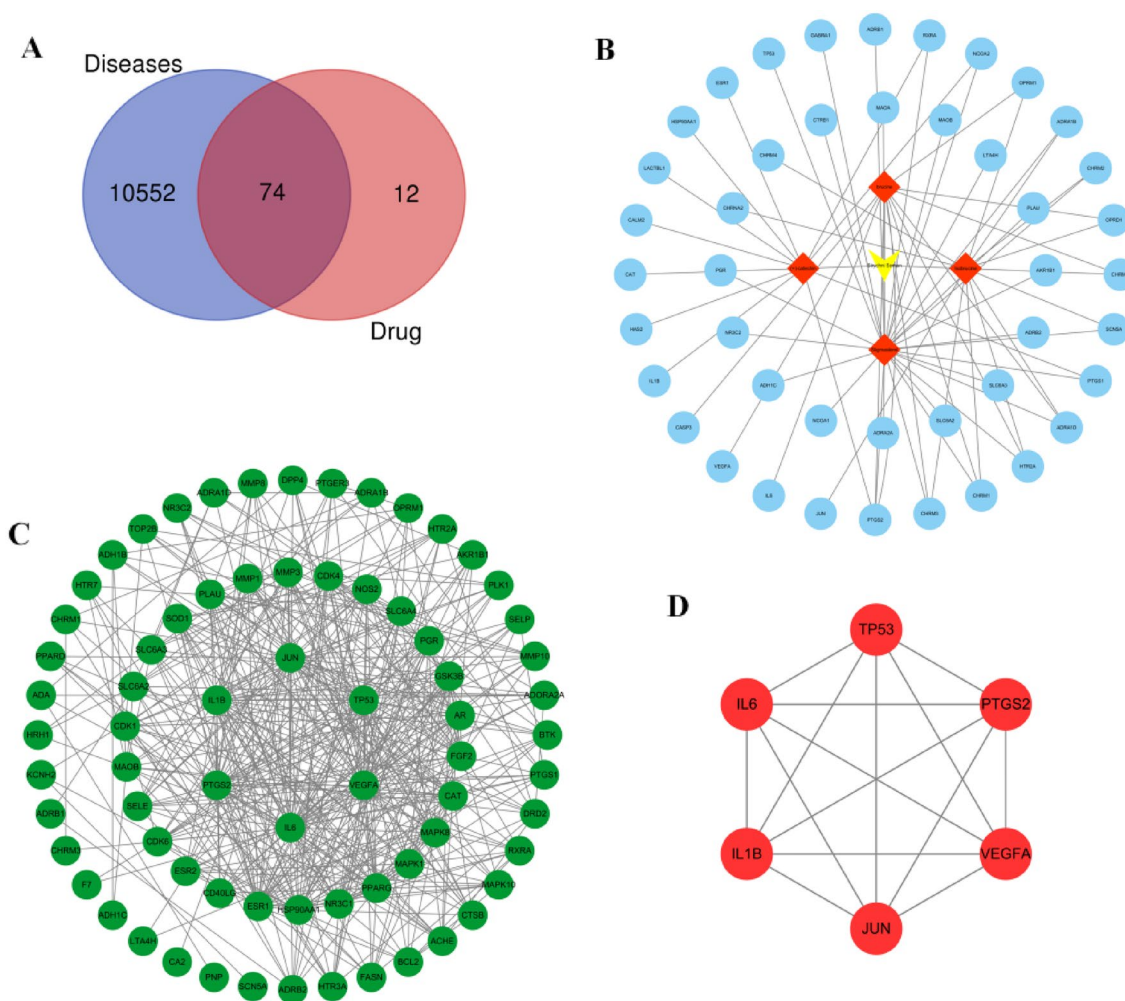 A
Diseases
10552
74
12
Drug
B
ADRB1
RXRA
NCOA2
OPRM1
ADRA1B
CHRM2
OPRD1
SCN5A
PTGS1
ADRA1D
HTR2A
CHRM1
CHRM3
PTGS2
JUN
IL6
VEGFA
CASP3
IL1B
HAS2
CAT
CALM2
LACTBL1
HSP90AA1
ESR1
TP53
GABRA1
MAOA
MAOB
LTA4H
PLAU
AKR1B1
ADRB2
SLC6A3
SLC6A2
ADRA2A
NCOA1
ADH1C
NR3C2
PGR
CHRNA2
CHRM4
CTRB1
C
DPP4
PTGER3
ADRA1B
OPRM1
HTR2A
AKR1B1
PLK1
SELP
MMP10
ADORA2A
BTK
PTGS1
DRD2
RXRA
MAPK10
CTSB
ACHE
BCL2
FASN
HTR3A
ADRB2
SCN5A
PNP
CA2
LTA4H
ADH1C
F7
CHRM3
ADRB1
KCNH2
HRH1
ADA
PPARD
CHRM1
HTR7
ADH1B
TOP2B
NR3C2
ADRA1D
MMP8
MMP3
CDK4
NOS2
SLC6A4
PGR
GSK3B
AR
FGF2
CAT
MAPK8
MAPK1
PPARG
NR3C1
HSP90AA1
ESR1
CD40LG
ESR2
CDK6
SELE
MAOB
CDK1
SLC6A2
SLC6A3
SOD1
PLAU
MMP1
JUN
TP53
VEGFA
IL6
PTGS2
IL1B
D
TP53
IL6
PTGS2
IL1B
VEGFA
JUN